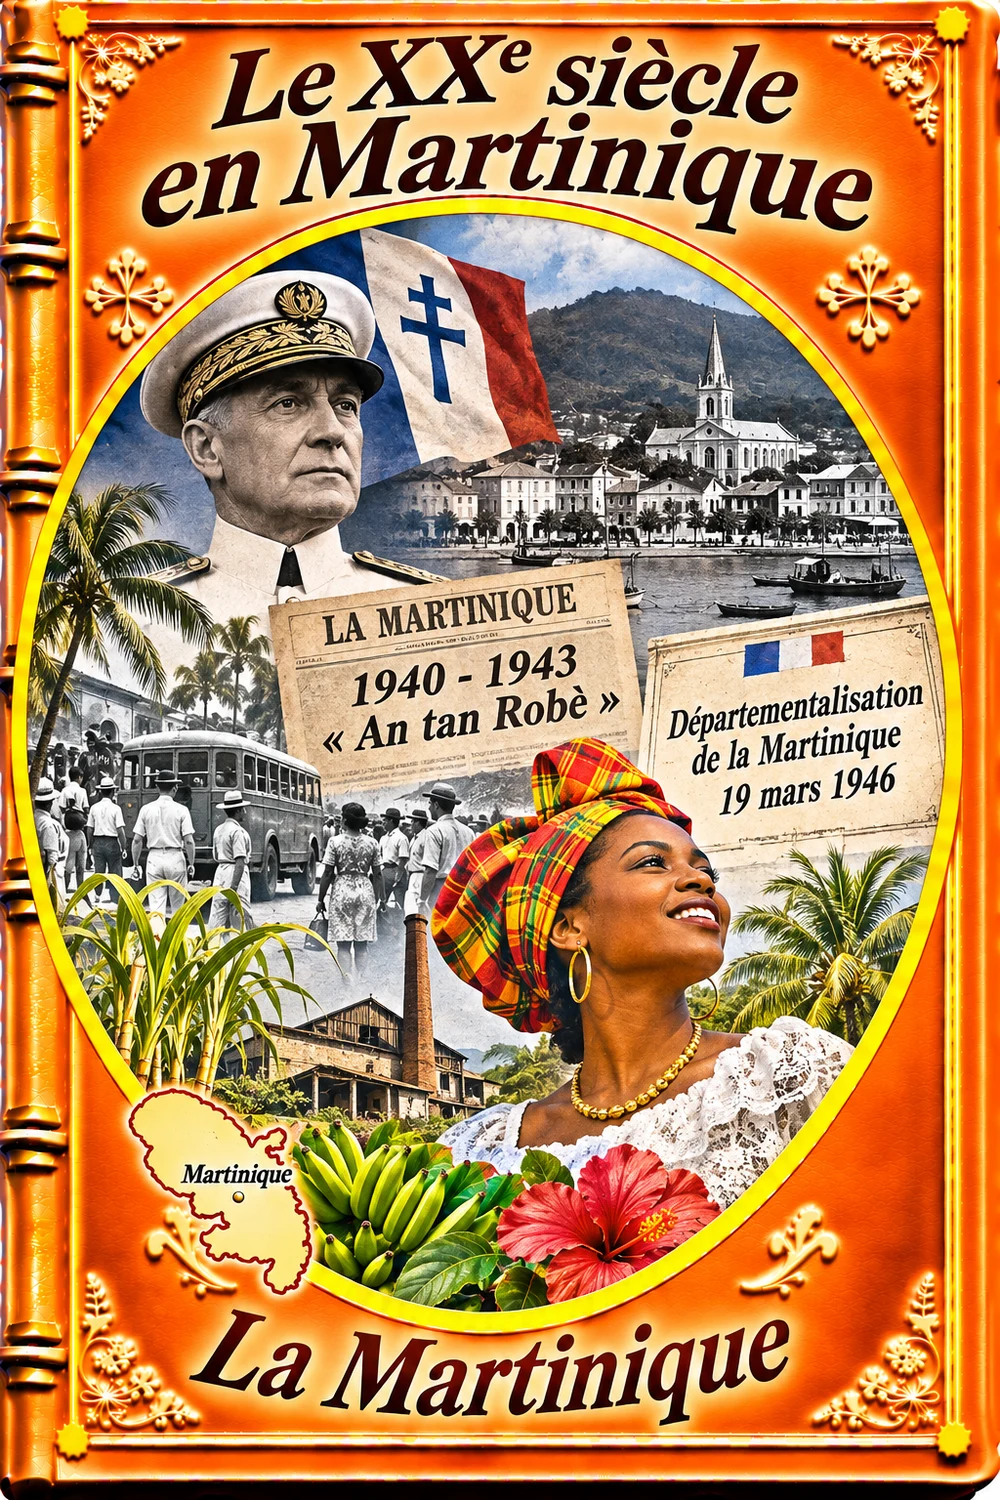 Le XXe siècle
en Martinique
LA MARTINIQUE
1940 - 1943
« An tan Robè »
Départementalisation
de la Martinique
19 mars 1946
Martinique
La Martinique